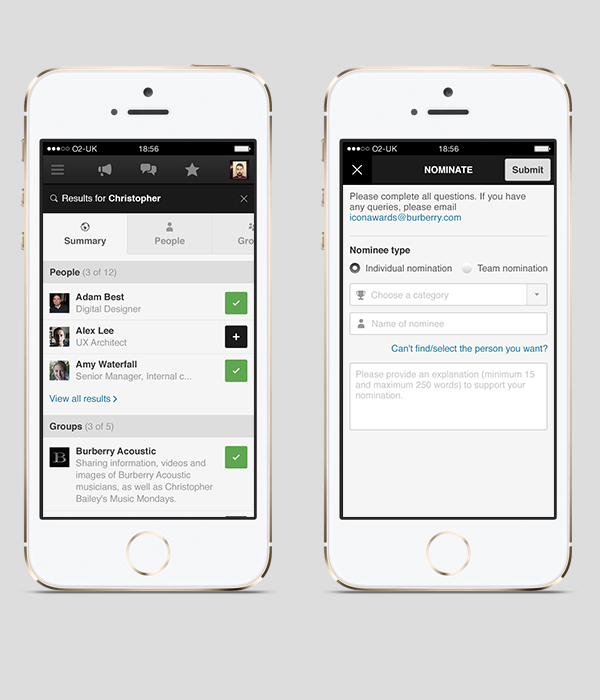 ●●●○○ O2-UK 18:56
Results for Christopher
Summary
People
Gro
People (3 of 12)
Adam Best
Digital Designer
Alex Lee
UX Architect
Amy Waterfall
Senior Manager, Internal c...
View all results
Groups (3 of 5)
B
Burberry Acoustic
Sharing information, videos and
images of Burberry Acoustic
musicians, as well as Christopher
Bailey's Music Mondays.
●●●○○ O2-UK 18:56
NOMINATE
Submit
Please complete all questions. If you have
any queries, please email
iconawards@burberry.com
Nominee type
Individual nomination
Team nomination
Choose a category
Name of nominee
Can't find/select the person you want?
Please provide an explanation (minimum 15
and maximum 250 words) to support your
nomination.